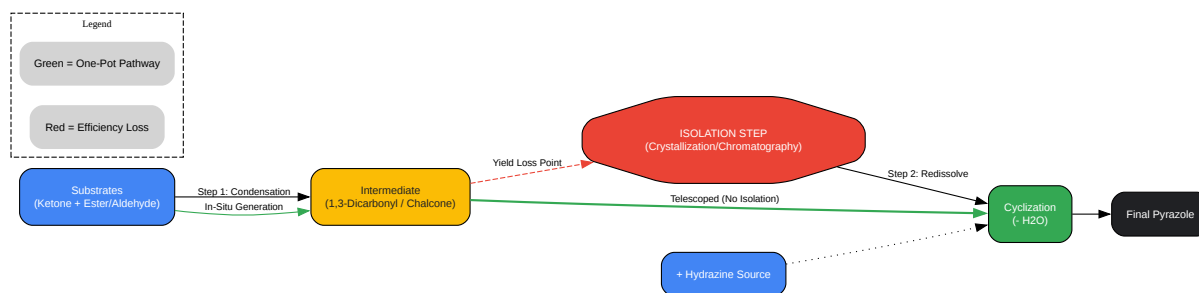 Legend
Green = One-Pot Pathway
Red = Efficiency Loss
Substrates
(Ketone + Ester/Aldehyde)
Step 1: Condensation
In-Situ Generation
Intermediate
(1,3-Dicarbonyl / Chalcone)
Yield Loss Point
ISOLATION STEP
(Crystallization/Chromatography)
Step 2: Redissolve
Telescoped (No Isolation)
+ Hydrazine Source
Cyclization
(- H2O)
Final Pyrazole